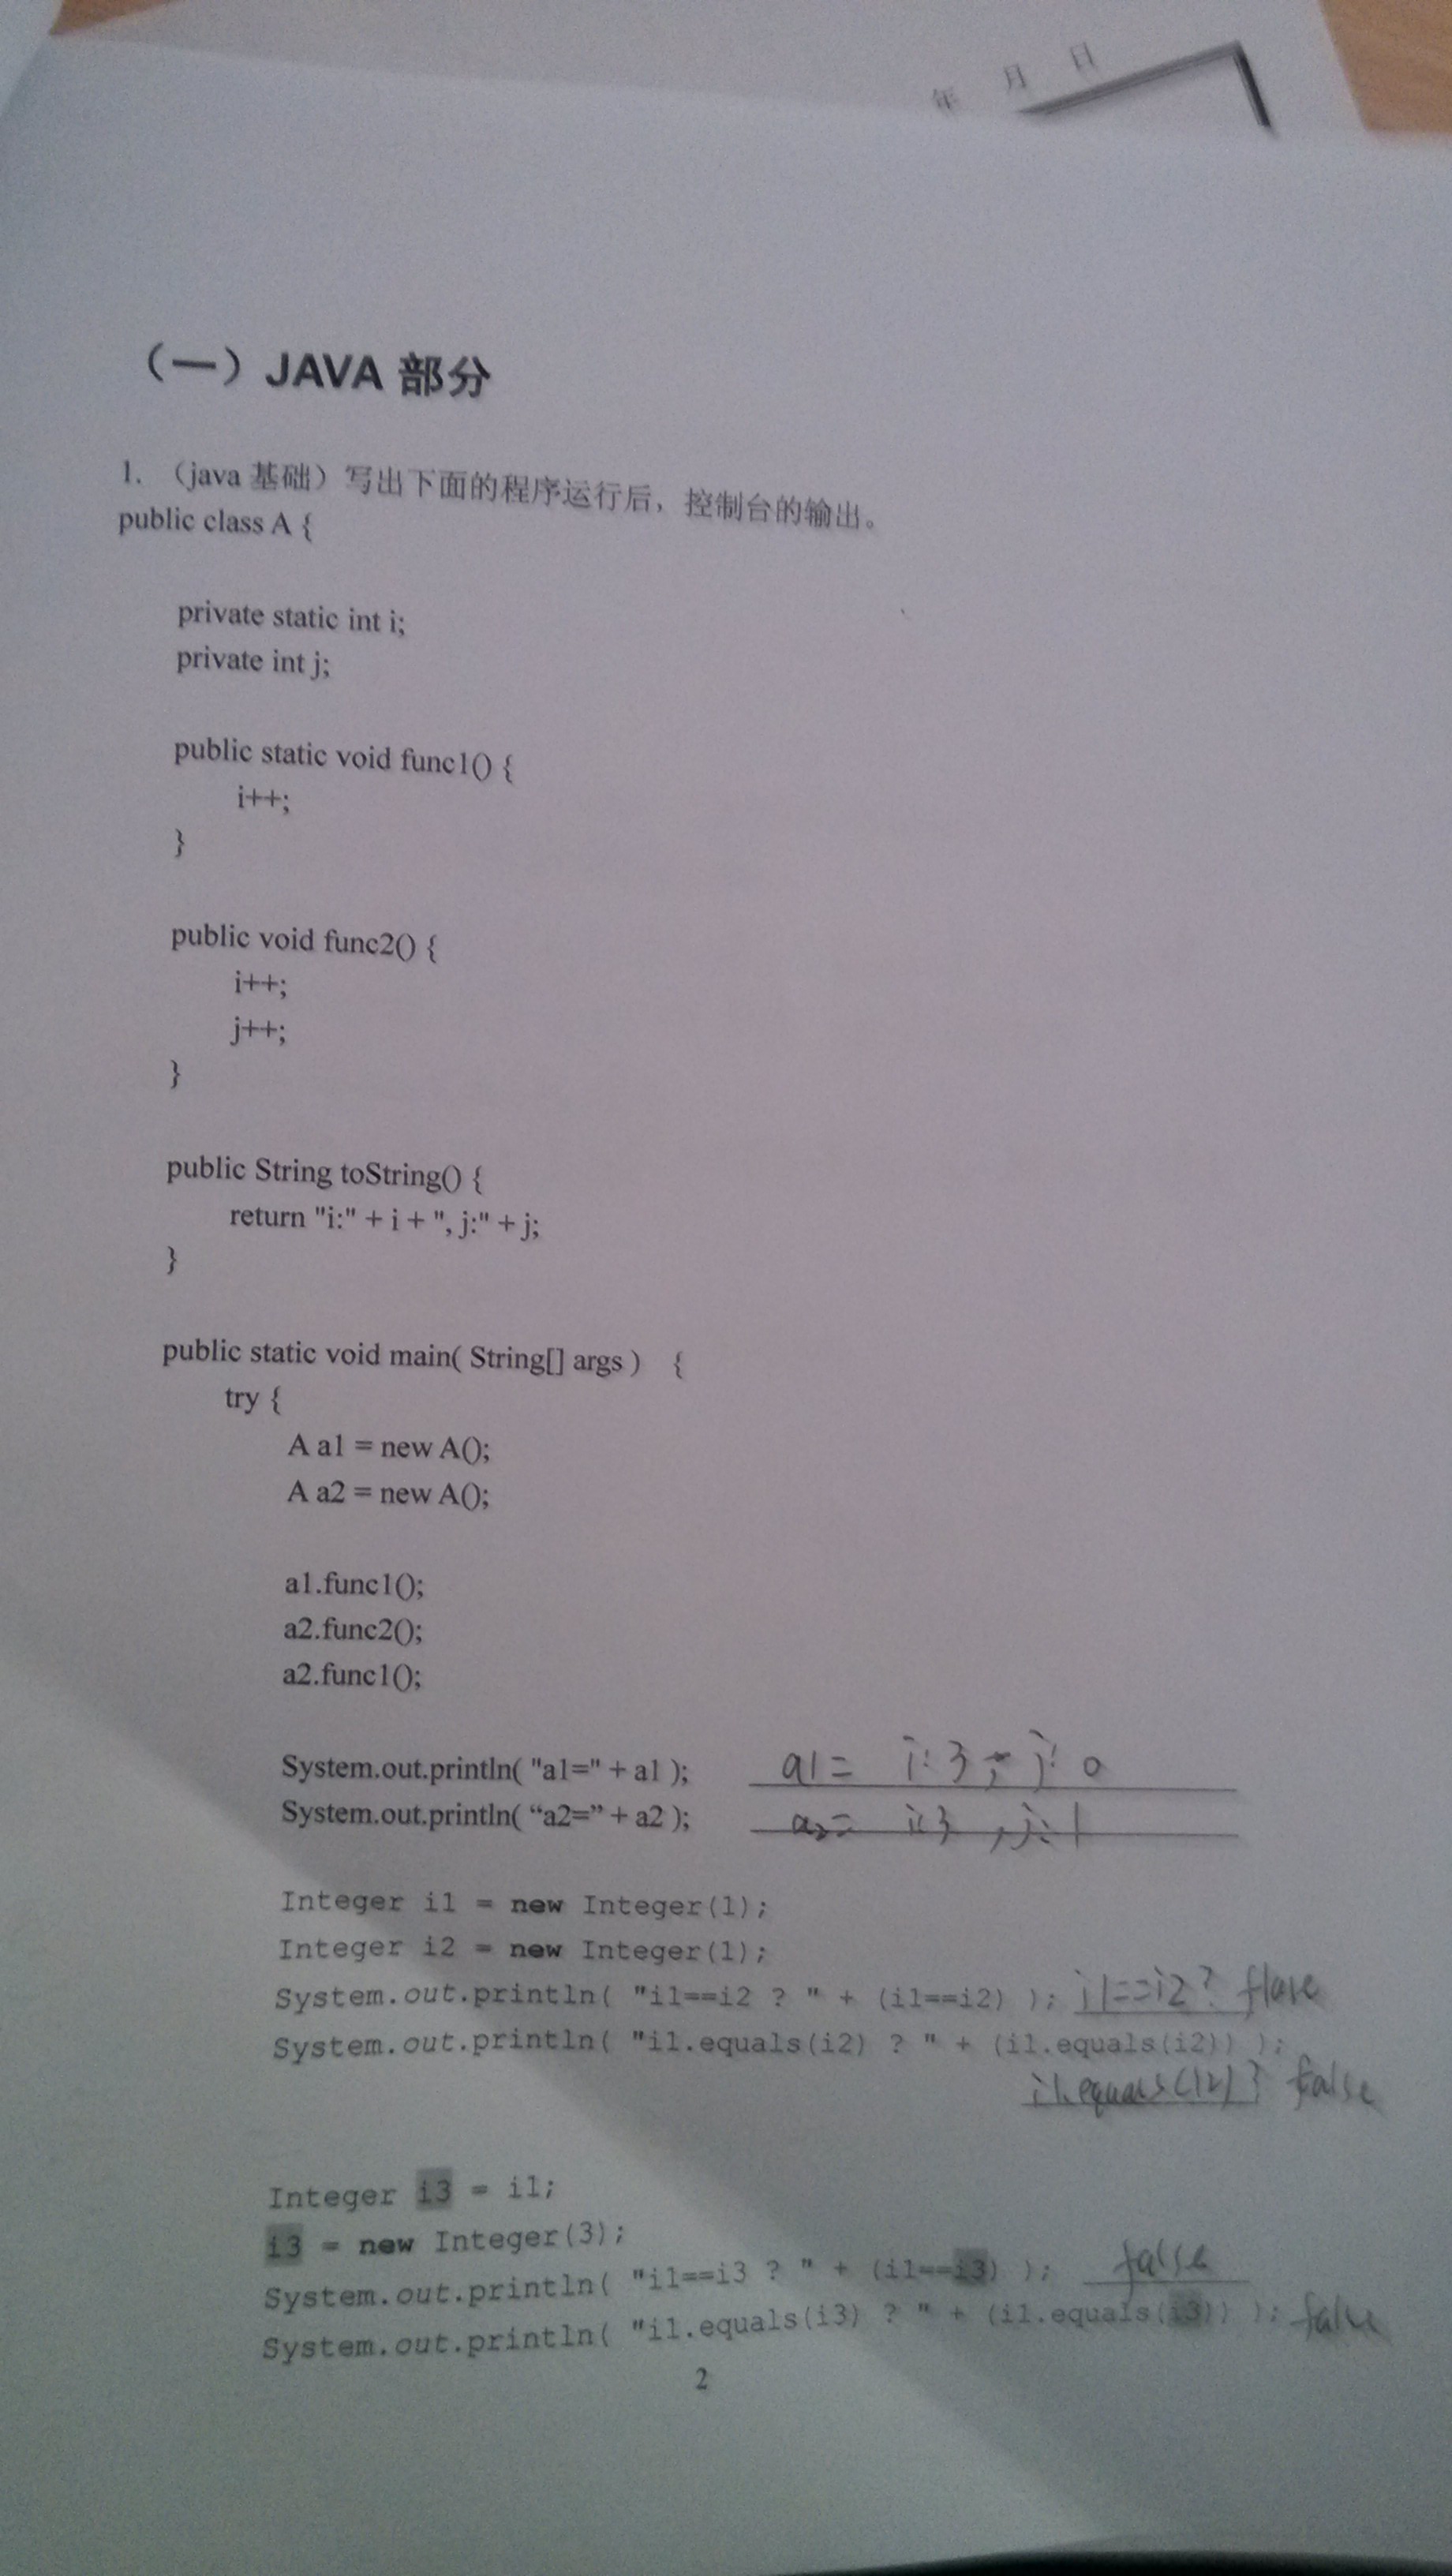 年 月 日
（一）JAVA 部分
1. （java 基础）写出下面的程序运行后，控制台的输出。
public class A {
private static int i;
private int j;
public static void func1() {
i++;
}
public void func2() {
i++;
j++;
}
public String toString() {
return "i:" + i + ", j:" + j;
}
public static void main( String[] args ) {
try {
A a1 = new A();
A a2 = new A();
a1.func1();
a2.func2();
a2.func1();
System.out.println( "a1=" + a1 ); a1= i:3, j:0
System.out.println( “a2=” + a2 ); a2= i:3 ,j:1
Integer i1 = new Integer(1);
Integer i2 = new Integer(1);
System.out.println( "i1==i2 ? " + (i1==i2) ); i1==i2? flase
System.out.println( "i1.equals(i2) ? " + (i1.equals(i2)) );
i1.equals(i2)? false
Integer i3 = i1;
i3 = new Integer(3);
System.out.println( "i1==i3 ? " + (i1==i3) ); false
System.out.println( "i1.equals(i3) ? " + (i1.equals(i3)) ); false
2